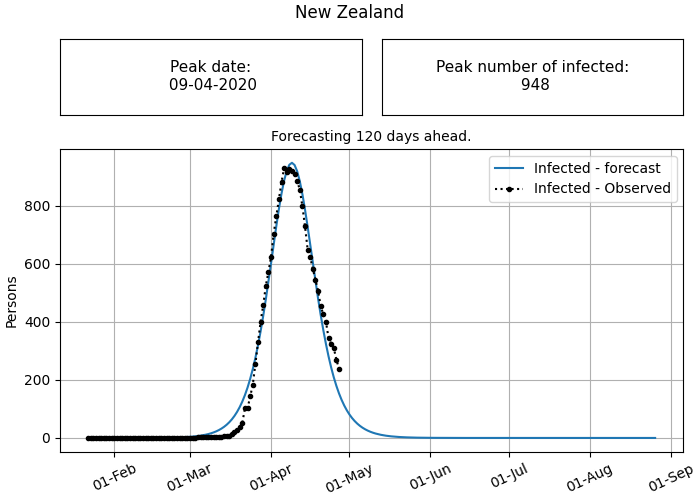 New Zealand
Peak date:
09-04-2020
Peak number of infected:
948
Forecasting 120 days ahead.
Infected - forecast
Infected - Observed
Persons
800
600
400
200
0
01-Feb
01-Mar
01-Apr
01-May
01-Jun
01-Jul
01-Aug
01-Sep